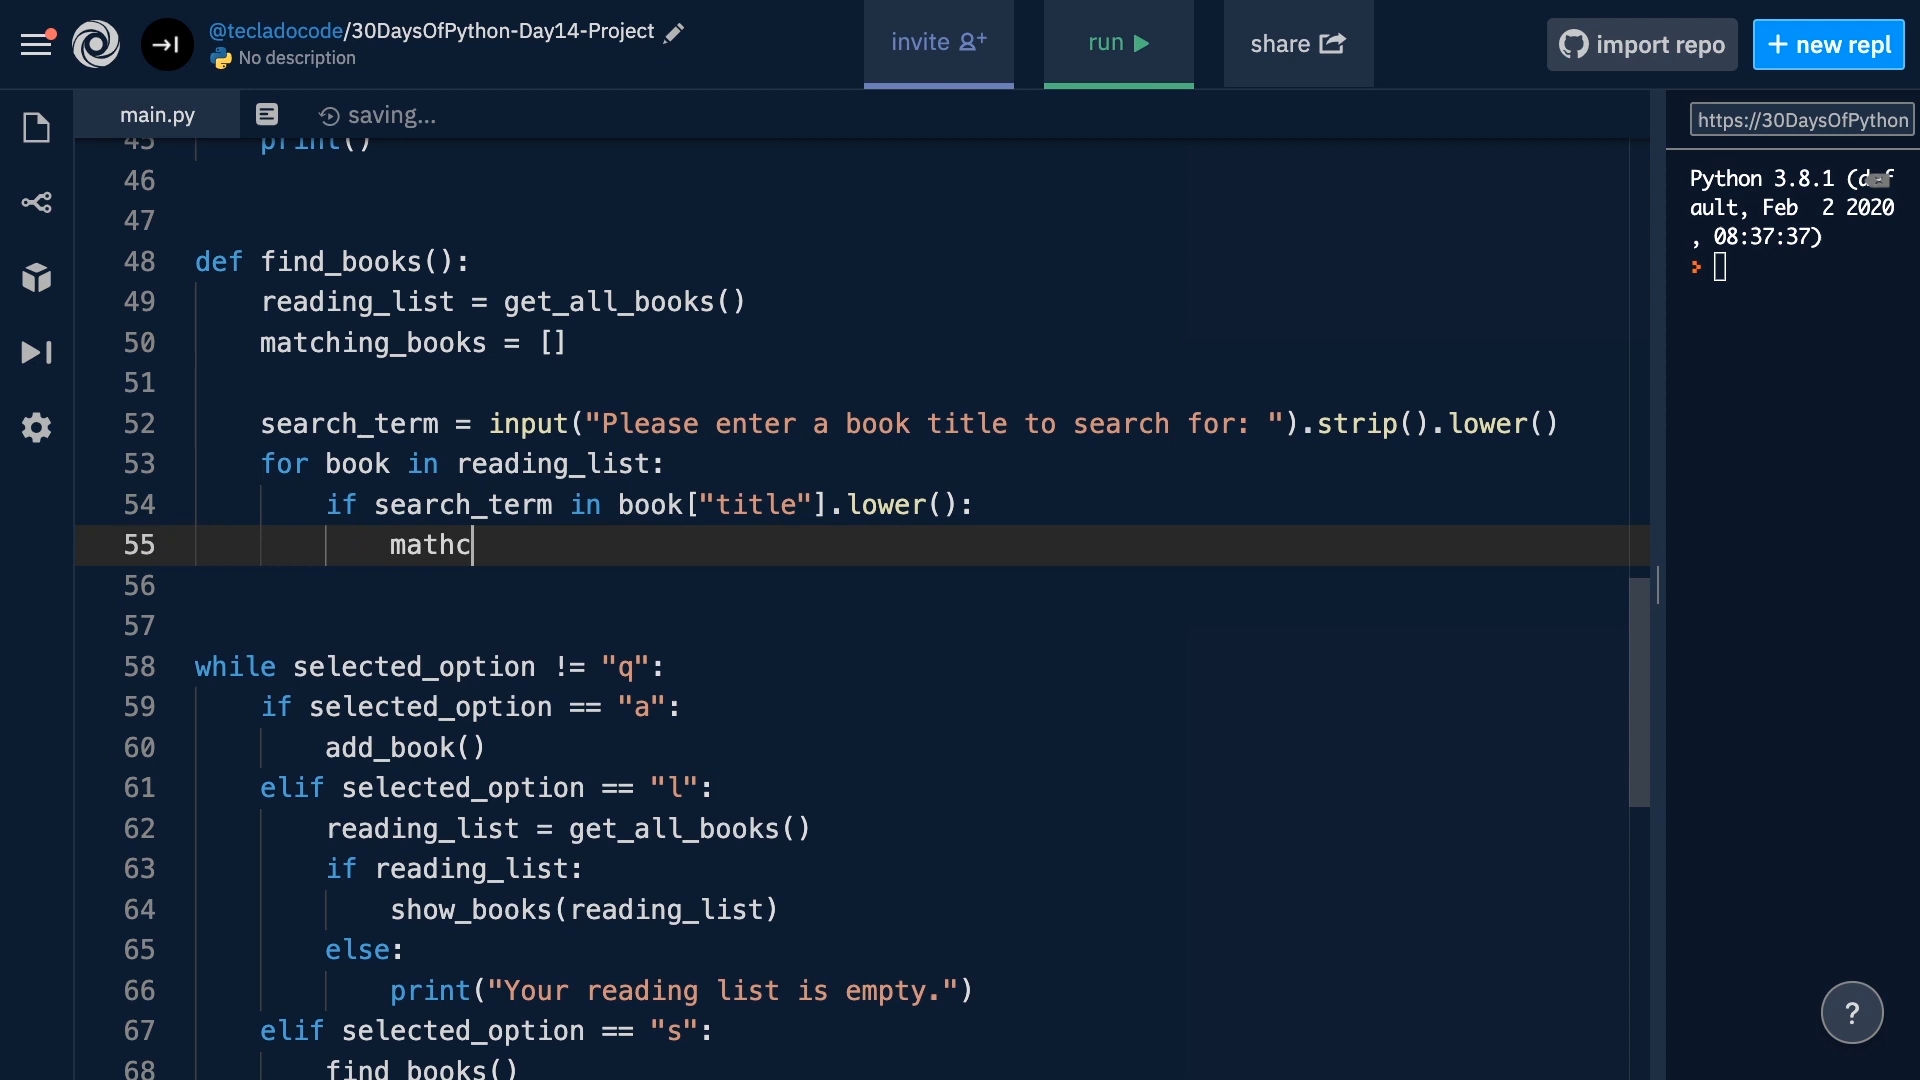 @tecladocode/30DaysOfPython-Day14-Project
No description
invite
run
share
import repo
+ new repl
main.py
saving...
https://30DaysOfPython
45 print()
46
47
48 def find_books():
49 reading_list = get_all_books()
50 matching_books = []
51
52 search_term = input("Please enter a book title to search for: ").strip().lower()
53 for book in reading_list:
54 if search_term in book["title"].lower():
55 mathc
56
57
58 while selected_option != "q":
59 if selected_option == "a":
60 add_book()
61 elif selected_option == "l":
62 reading_list = get_all_books()
63 if reading_list:
64 show_books(reading_list)
65 else:
66 print("Your reading list is empty.")
67 elif selected_option == "s":
68 find_books()
Python 3.8.1 (def
ault, Feb 2 2020
, 08:37:37)
?